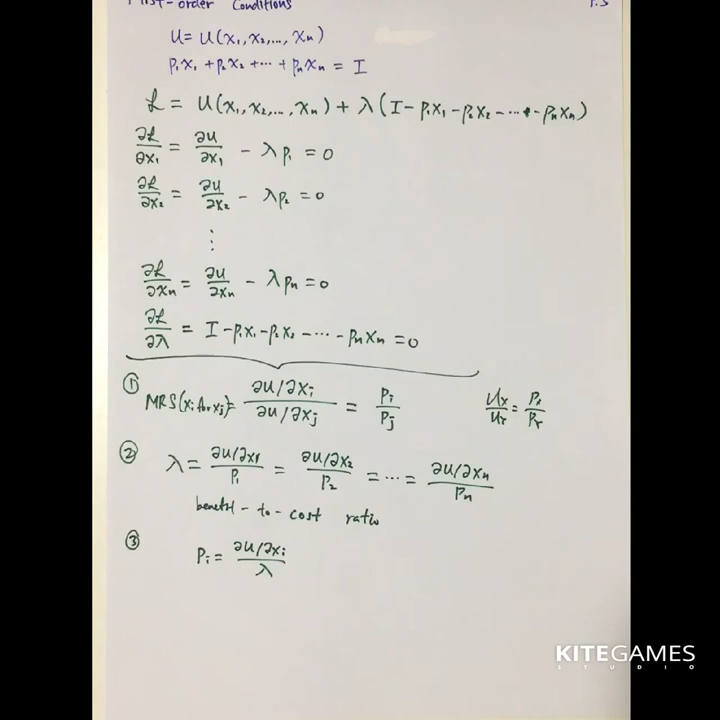 First-order Conditions P.3
U = U(x₁, x₂, ..., xₙ)
p₁x₁ + p₂x₂ + ... + pₙxₙ = I
ℒ = U(x₁, x₂, ..., xₙ) + λ(I - p₁x₁ - p₂x₂ - ... - pₙxₙ)
∂ℒ/∂x₁ = ∂U/∂x₁ - λp₁ = 0
∂ℒ/∂x₂ = ∂U/∂x₂ - λp₂ = 0
⋮
∂ℒ/∂xₙ = ∂U/∂xₙ - λpₙ = 0
∂ℒ/∂λ = I - p₁x₁ - p₂x₂ - ... - pₙxₙ = 0
① MRS(xᵢ for xⱼ) = (∂U/∂xᵢ)/(∂U/∂xⱼ) = Pᵢ/Pⱼ Uₓ/Uᵧ = Pₓ/Pᵧ
② λ = (∂U/∂x₁)/P₁ = (∂U/∂x₂)/P₂ = ... = (∂U/∂xₙ)/Pₙ
benefit-to-cost ratio
③ Pᵢ = (∂U/∂xᵢ)/λ
KITEGAMES
STUDIO